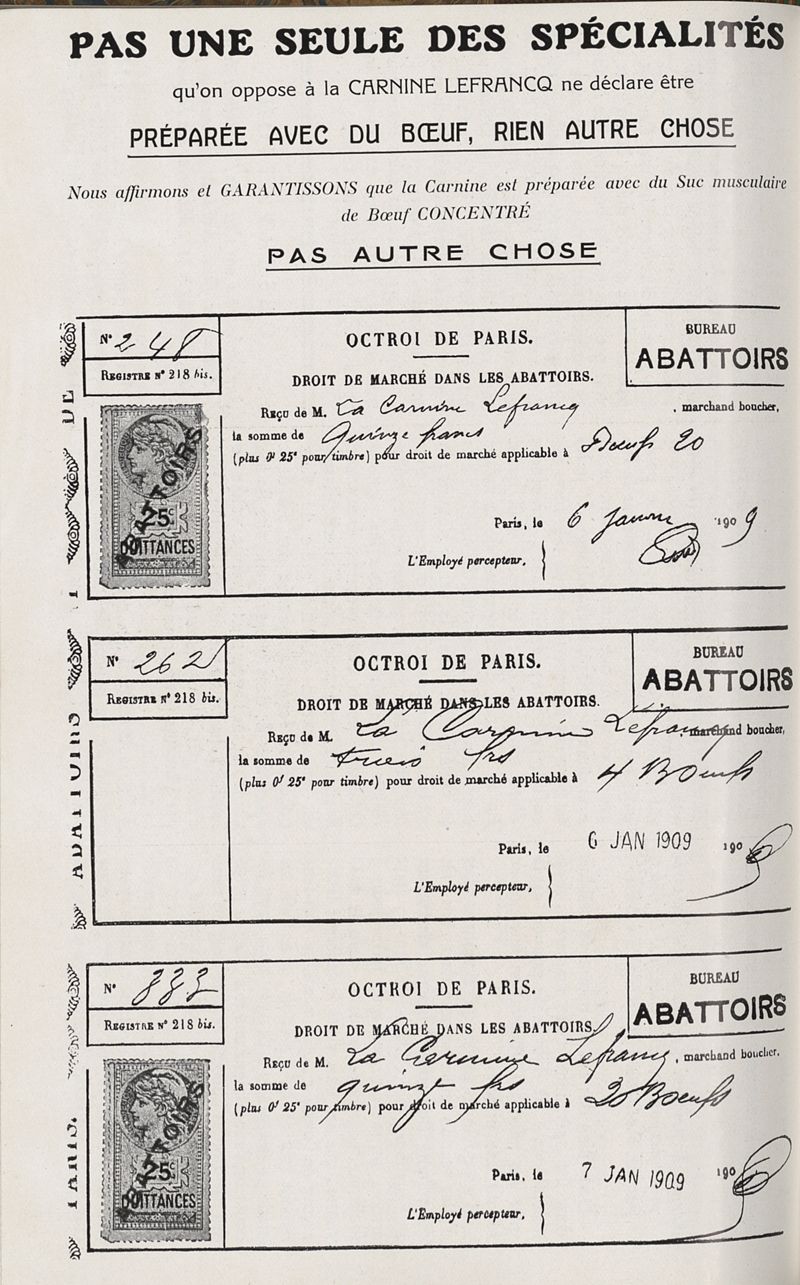 PAS UNE SEULE DES SPÉCIALITÉS
qu'on oppose à la CARNINE LEFRANCQ ne déclare être
PRÉPARÉE AVEC DU BŒUF, RIEN AUTRE CHOSE
Nous affirmons et GARANTISSONS que la Carnine est préparée avec du Suc musculaire
de Bœuf CONCENTRÉ
PAS AUTRE CHOSE
N° 248
REGISTRE N° 218 bis.
OCTROI DE PARIS.
BUREAU
ABATTOIRS
DROIT DE MARCHÉ DANS LES ABATTOIRS.
Reçu de M. La Carnine Lefrancq, marchand boucher,
la somme de Quinze francs
(plus 0f 25c pour timbre) pour droit de marché applicable à Bœufs 20
Paris, le 6 Janvier 1909
L'Employé percepteur,
ABATTOIRS
25c
QUITTANCES
DE
N° 262
REGISTRE N° 218 bis.
OCTROI DE PARIS.
BUREAU
ABATTOIRS
DROIT DE MARCHÉ DANS LES ABATTOIRS.
Reçu de M. La Carnine Lefrancq, marchand boucher,
la somme de trois frs
(plus 0f 25c pour timbre) pour droit de marché applicable à 4 Bœufs
Paris, le 6 JAN 1909 190
L'Employé percepteur,
ABATTOIRS
N° 333
REGISTRE N° 218 bis.
OCTROI DE PARIS.
BUREAU
ABATTOIRS
DROIT DE MARCHÉ DANS LES ABATTOIRS.
Reçu de M. La Carnine Lefrancq, marchand boucher.
la somme de quinze frs
(plus 0f 25c pour timbre) pour droit de marché applicable à 20 Bœufs
Paris, le 7 JAN 1909 190
L'Employé percepteur,
ABATTOIRS
25c
QUITTANCES
PARIS.